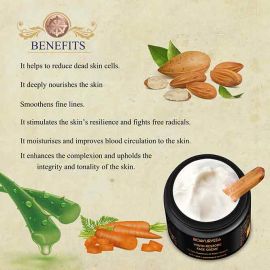 BENEFITS
It helps to reduce dead skin cells.
It deeply nourishes the skin
Smoothens fine lines.
It stimulates the skin's resilience and fights free radicals.
It moisturises and improves blood circulation to the skin.
It enhances the complexion and upholds the
integrity and tonality of the skin.
FACE CREME